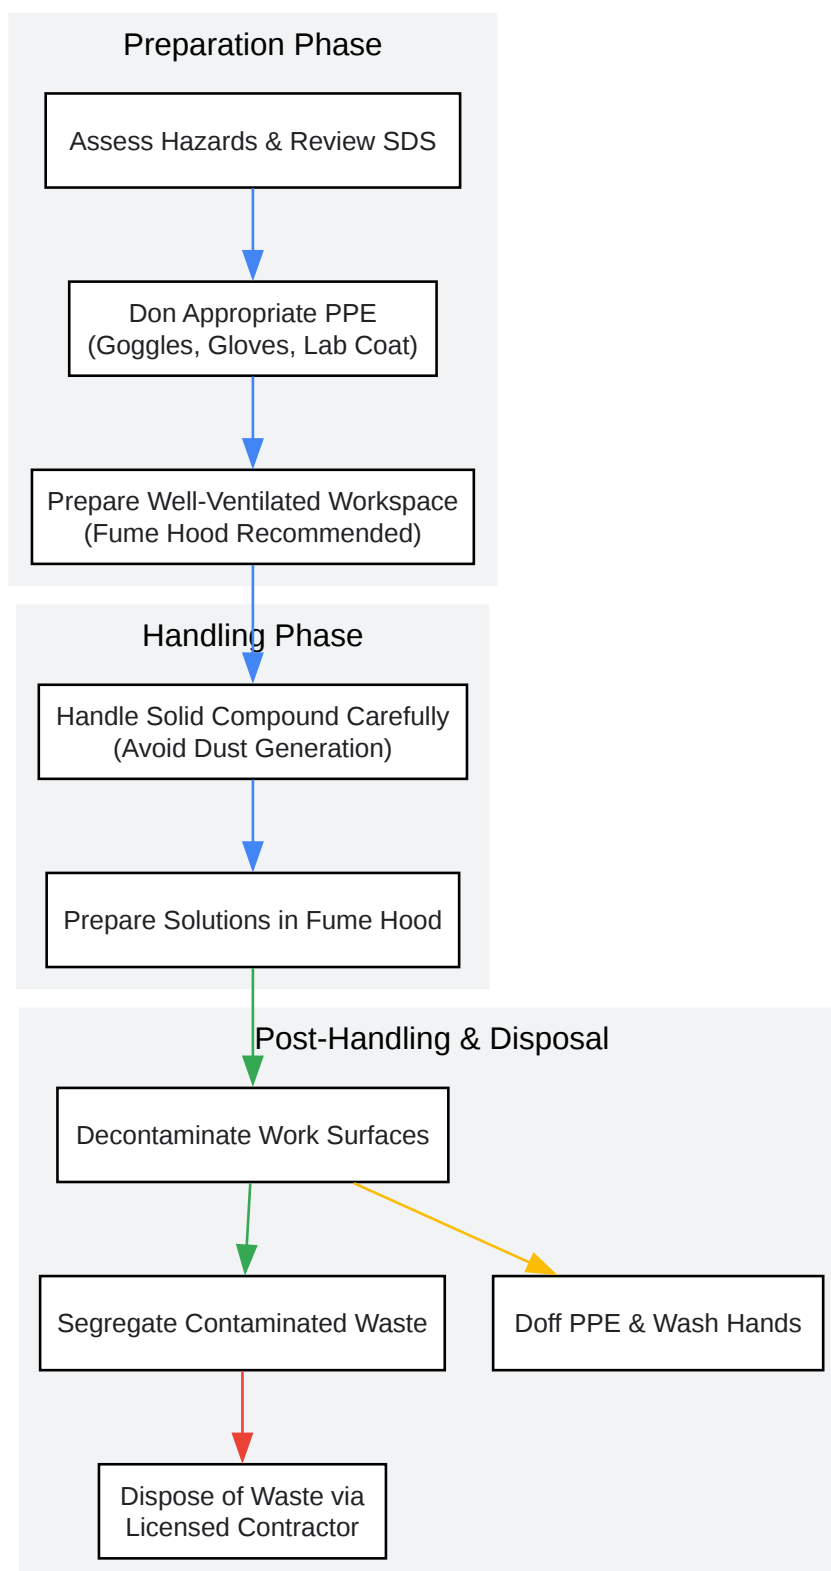 Preparation Phase
Assess Hazards & Review SDS
Don Appropriate PPE
(Goggles, Gloves, Lab Coat)
Prepare Well-Ventilated Workspace
(Fume Hood Recommended)
Handling Phase
Handle Solid Compound Carefully
(Avoid Dust Generation)
Prepare Solutions in Fume Hood
Post-Handling & Disposal
Decontaminate Work Surfaces
Segregate Contaminated Waste
Doff PPE & Wash Hands
Dispose of Waste via
Licensed Contractor